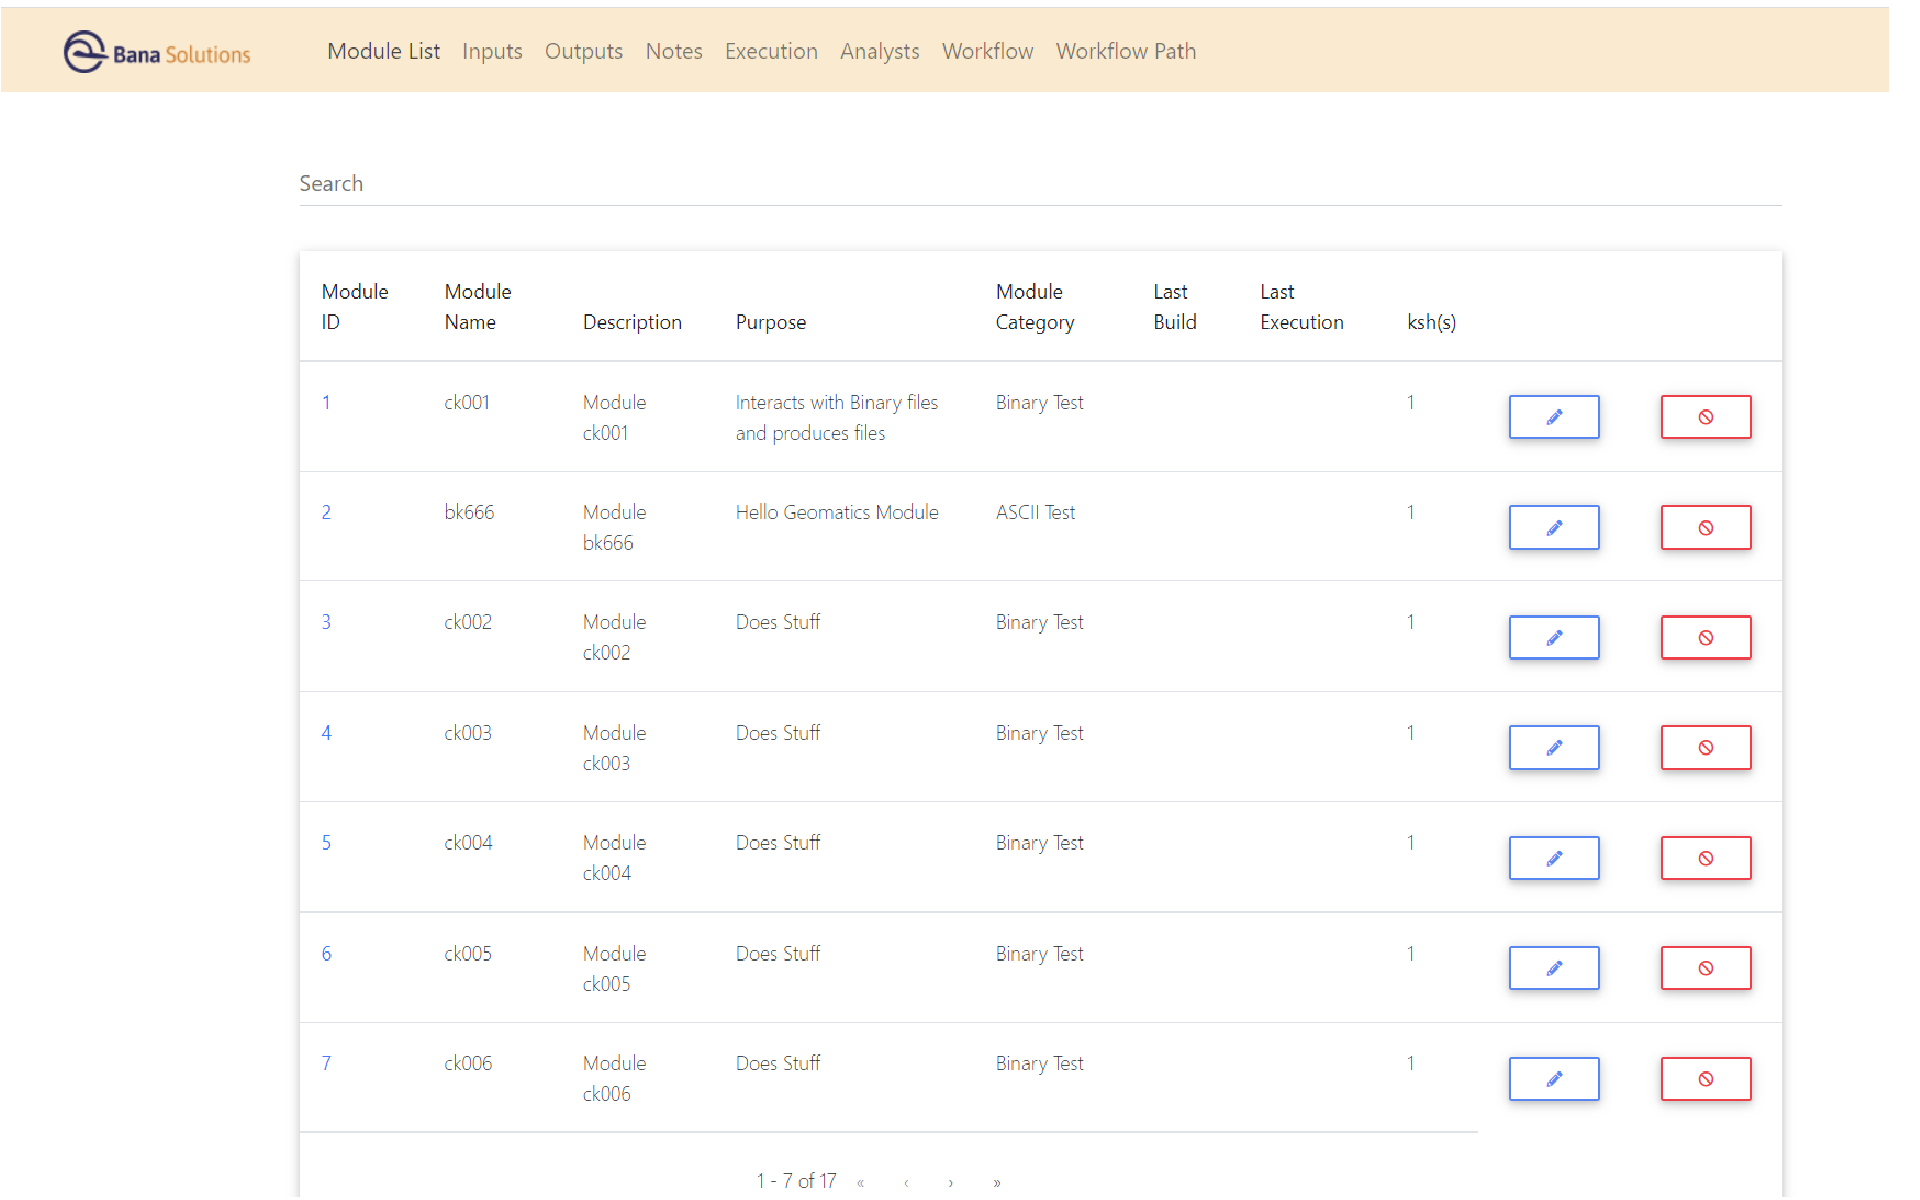 Bana Solutions Module List Inputs Outputs Notes Execution Analysts Workflow Workflow Path
Search
Module ID Module Name Description Purpose Module Category Last Build Last Execution ksh(s)
1 ck001 Module ck001 Interacts with Binary files and produces files Binary Test 1
2 bk666 Module bk666 Hello Geomatics Module ASCII Test 1
3 ck002 Module ck002 Does Stuff Binary Test 1
4 ck003 Module ck003 Does Stuff Binary Test 1
5 ck004 Module ck004 Does Stuff Binary Test 1
6 ck005 Module ck005 Does Stuff Binary Test 1
7 ck006 Module ck006 Does Stuff Binary Test 1
1 - 7 of 17 « ‹ › »